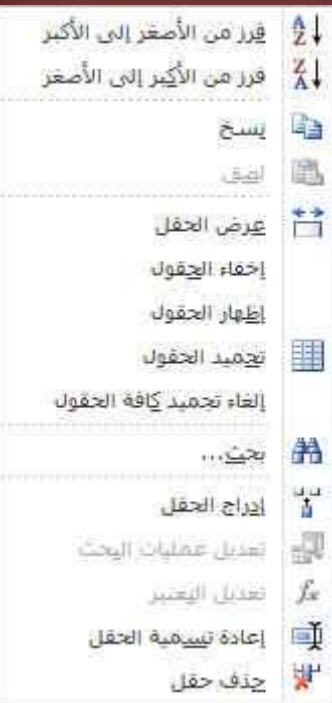 فرز من الأصغر إلى الأكبر
فرز من الأكبر إلى الأصغر
نسخ
لصق
عرض الحقل
إخفاء الحقول
إظهار الحقول
تجميد الحقول
إلغاء تجميد كافة الحقول
بحث...
إدراج الحقل
تعديل عمليات البحث
تعديل التعبير
إعادة تسمية الحقل
حذف حقل